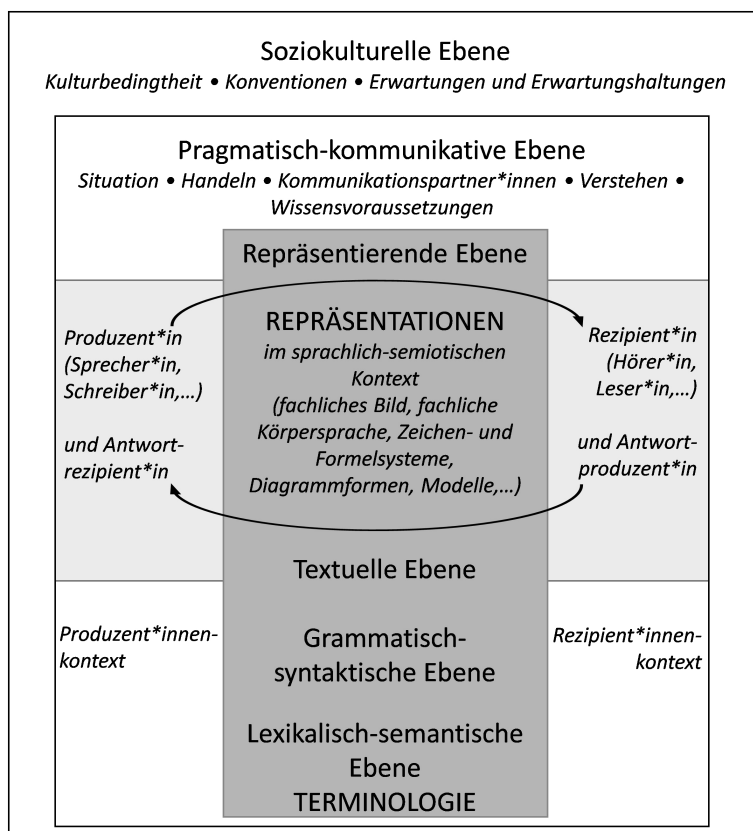 Soziokulturelle Ebene
Kulturbedingtheit • Konventionen • Erwartungen und Erwartungshaltungen
Pragmatisch-kommunikative Ebene
Situation • Handeln • Kommunikationspartner*innen • Verstehen •
Wissensvoraussetzungen
Repräsentierende Ebene
Produzent*in
(Sprecher*in,
Schreiber*in,…)
und Antwort-
rezipient*in
REPRÄSENTATIONEN
im sprachlich-semiotischen
Kontext
(fachliches Bild, fachliche
Körpersprache, Zeichen- und
Formelsysteme,
Diagrammformen, Modelle,…)
Rezipient*in
(Hörer*in,
Leser*in,…)
und Antwort-
produzent*in
Textuelle Ebene
Produzent*innen-
kontext
Grammatisch-
syntaktische Ebene
Rezipient*innen-
kontext
Lexikalisch-semantische
Ebene
TERMINOLOGIE